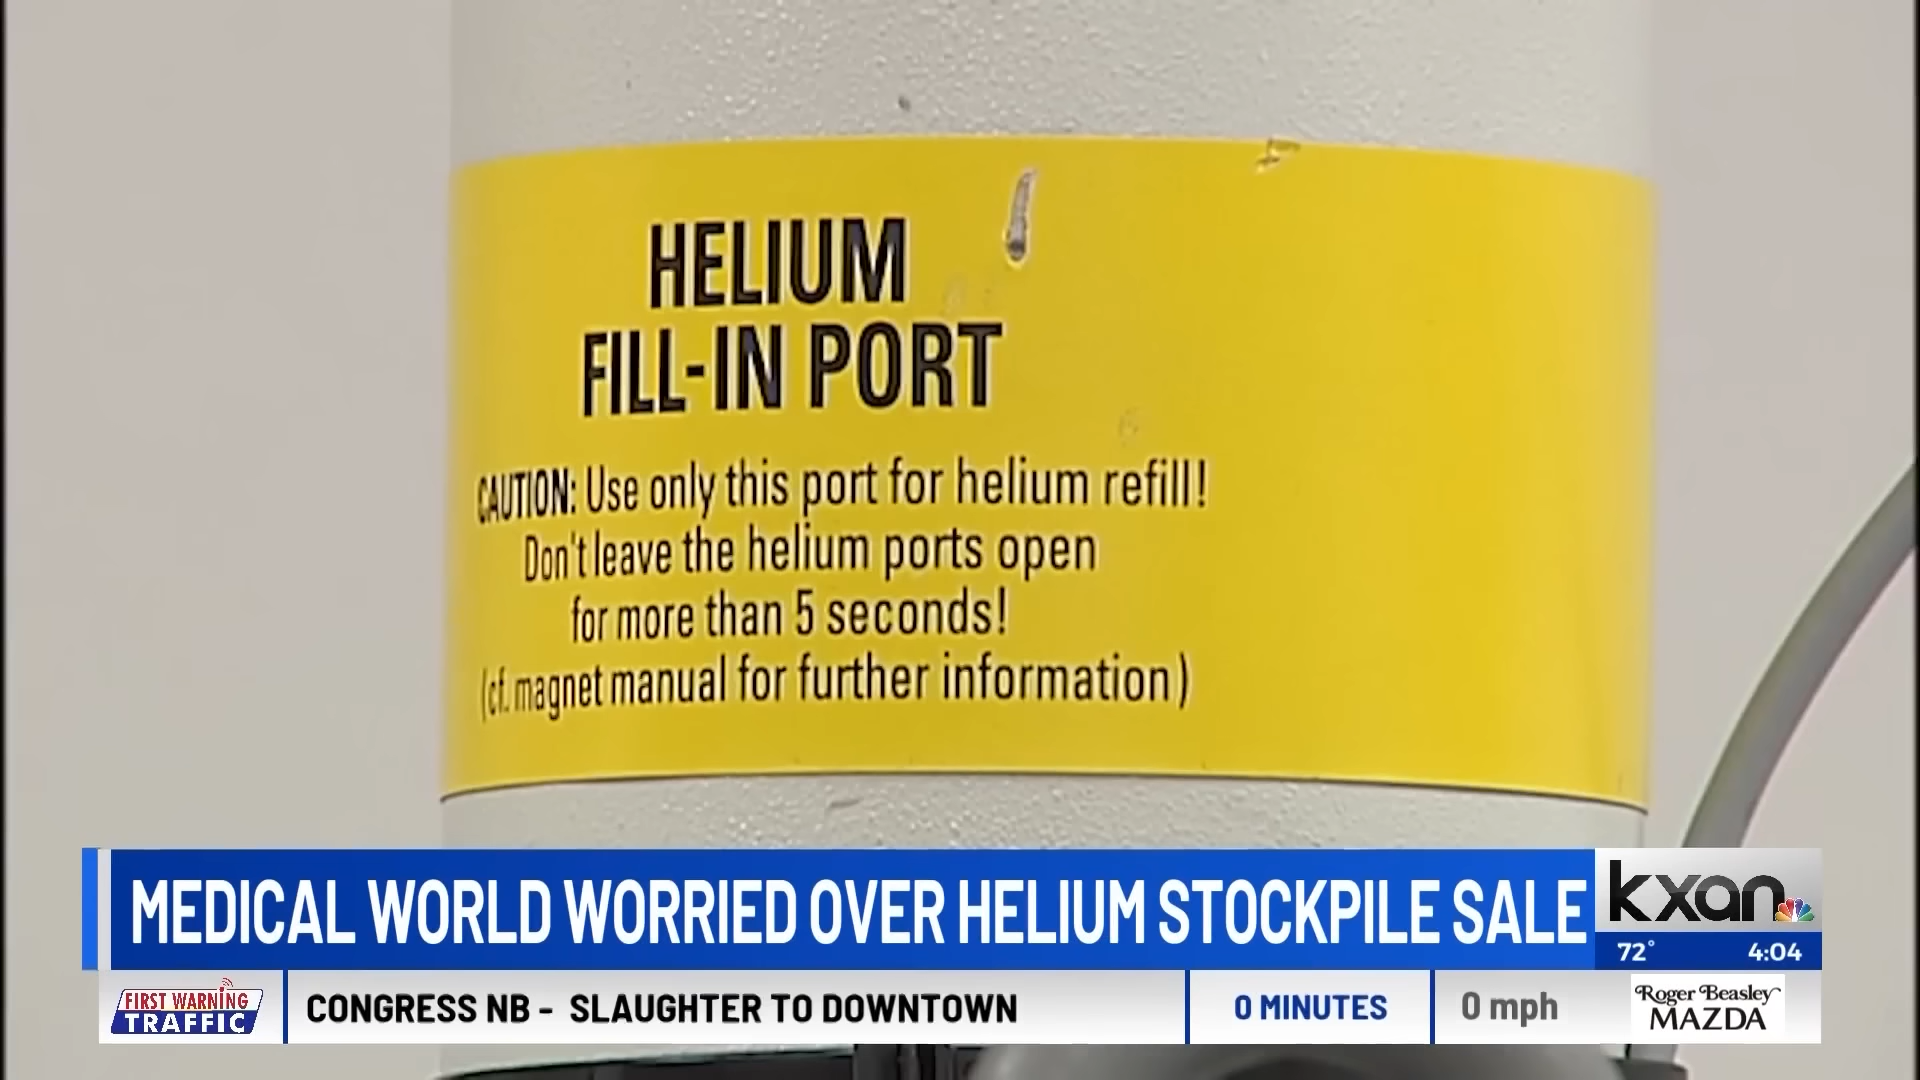 HELIUM
FILL-IN PORT
CAUTION: Use only this port for helium refill!
Don't leave the helium ports open
for more than 5 seconds!
(cf. magnet manual for further information)
MEDICAL WORLD WORRIED OVER HELIUM STOCKPILE SALE
kxan
72° 4:04
FIRST WARNING
TRAFFIC
CONGRESS NB - SLAUGHTER TO DOWNTOWN
0 MINUTES
0 mph
Roger Beasley
MAZDA